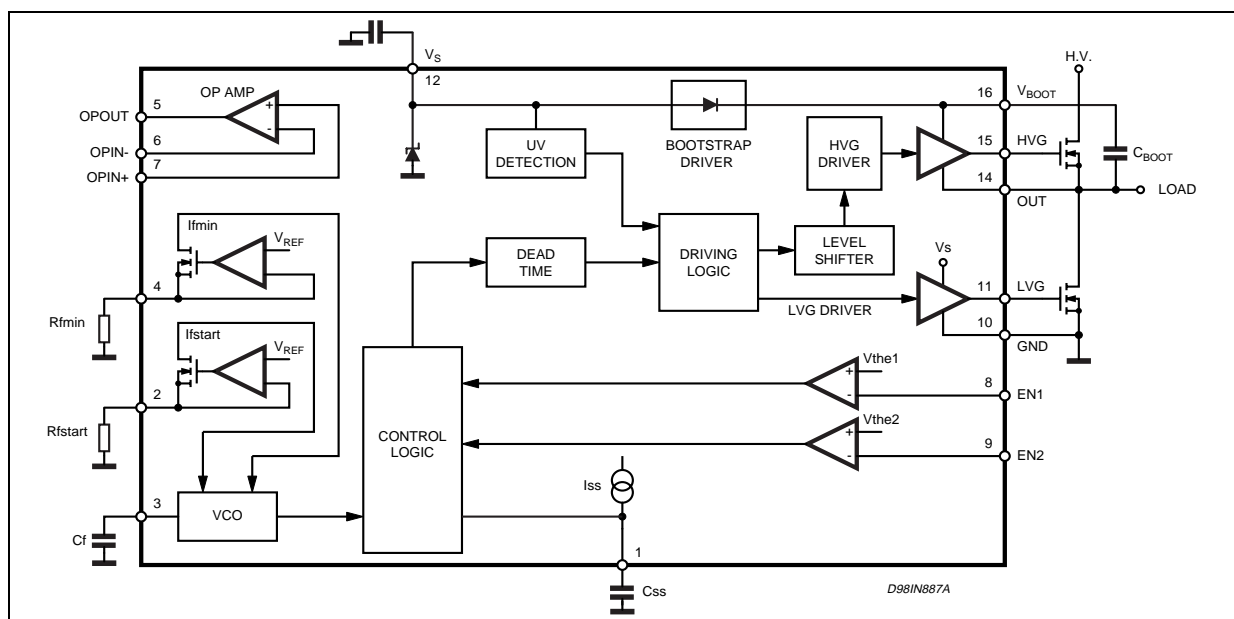 VS
12
H.V.
OP AMP
5
OPOUT
+
-
6
OPIN-
7
OPIN+
UV
DETECTION
BOOTSTRAP
DRIVER
16
VBOOT
HVG
DRIVER
15
HVG
CBOOT
14
OUT
LOAD
Ifmin
VREF
4
Rfmin
DEAD
TIME
DRIVING
LOGIC
LEVEL
SHIFTER
Vs
11
LVG
LVG DRIVER
10
GND
Ifstart
VREF
2
Rfstart
CONTROL
LOGIC
Vthe1
+
-
8
EN1
Vthe2
+
-
9
EN2
Iss
3
VCO
Cf
1
Css
D98IN887A